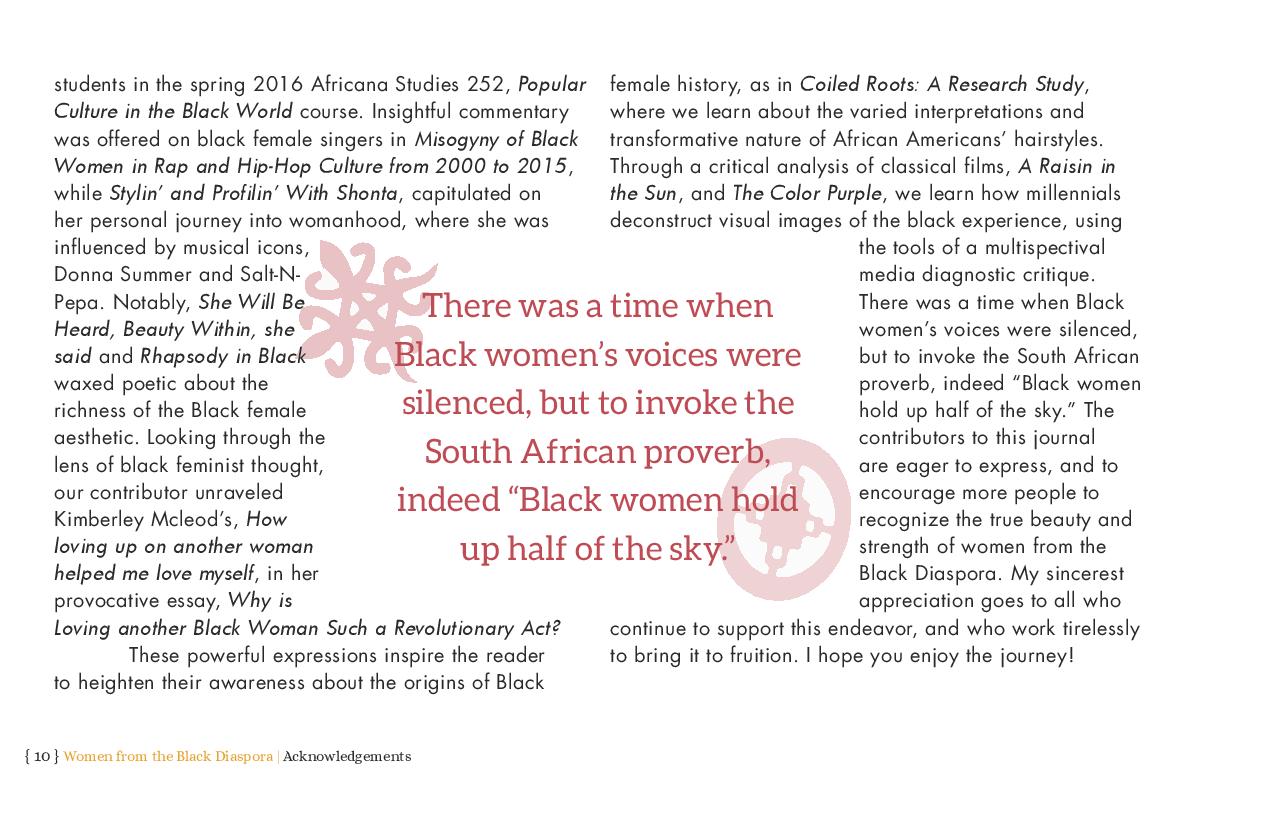 students in the spring 2016 Africana Studies 252, Popular
Culture in the Black World course. Insightful commentary
was offered on black female singers in Misogyny of Black
Women in Rap and Hip-Hop Culture from 2000 to 2015,
while Stylin’ and Profilin’ With Shonta, capitulated on
her personal journey into womanhood, where she was
influenced by musical icons,
Donna Summer and Salt-N-
Pepa. Notably, She Will Be
Heard, Beauty Within, she
said and Rhapsody in Black
waxed poetic about the
richness of the Black female
aesthetic. Looking through the
lens of black feminist thought,
our contributor unraveled
Kimberley Mcleod’s, How
loving up on another woman
helped me love myself, in her
provocative essay, Why is
Loving another Black Woman Such a Revolutionary Act?
These powerful expressions inspire the reader
to heighten their awareness about the origins of Black
There was a time when
Black women’s voices were
silenced, but to invoke the
South African proverb,
indeed “Black women hold
up half of the sky.”
female history, as in Coiled Roots: A Research Study,
where we learn about the varied interpretations and
transformative nature of African Americans’ hairstyles.
Through a critical analysis of classical films, A Raisin in
the Sun, and The Color Purple, we learn how millennials
deconstruct visual images of the black experience, using
the tools of a multispectival
media diagnostic critique.
There was a time when Black
women’s voices were silenced,
but to invoke the South African
proverb, indeed “Black women
hold up half of the sky.” The
contributors to this journal
are eager to express, and to
encourage more people to
recognize the true beauty and
strength of women from the
Black Diaspora. My sincerest
appreciation goes to all who
continue to support this endeavor, and who work tirelessly
to bring it to fruition. I hope you enjoy the journey!
{ 10 } Women from the Black Diaspora | Acknowledgements